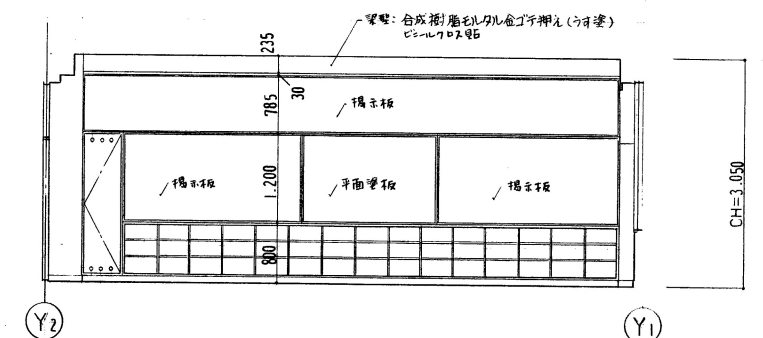 梁型: 合成樹脂モルタル金ゴテ押え(うす塗)
ビニールクロス貼
235
30
785
掲示板
掲示板
1.200
平面塗板
掲示板
800
CH=3.050
Y2
Y1